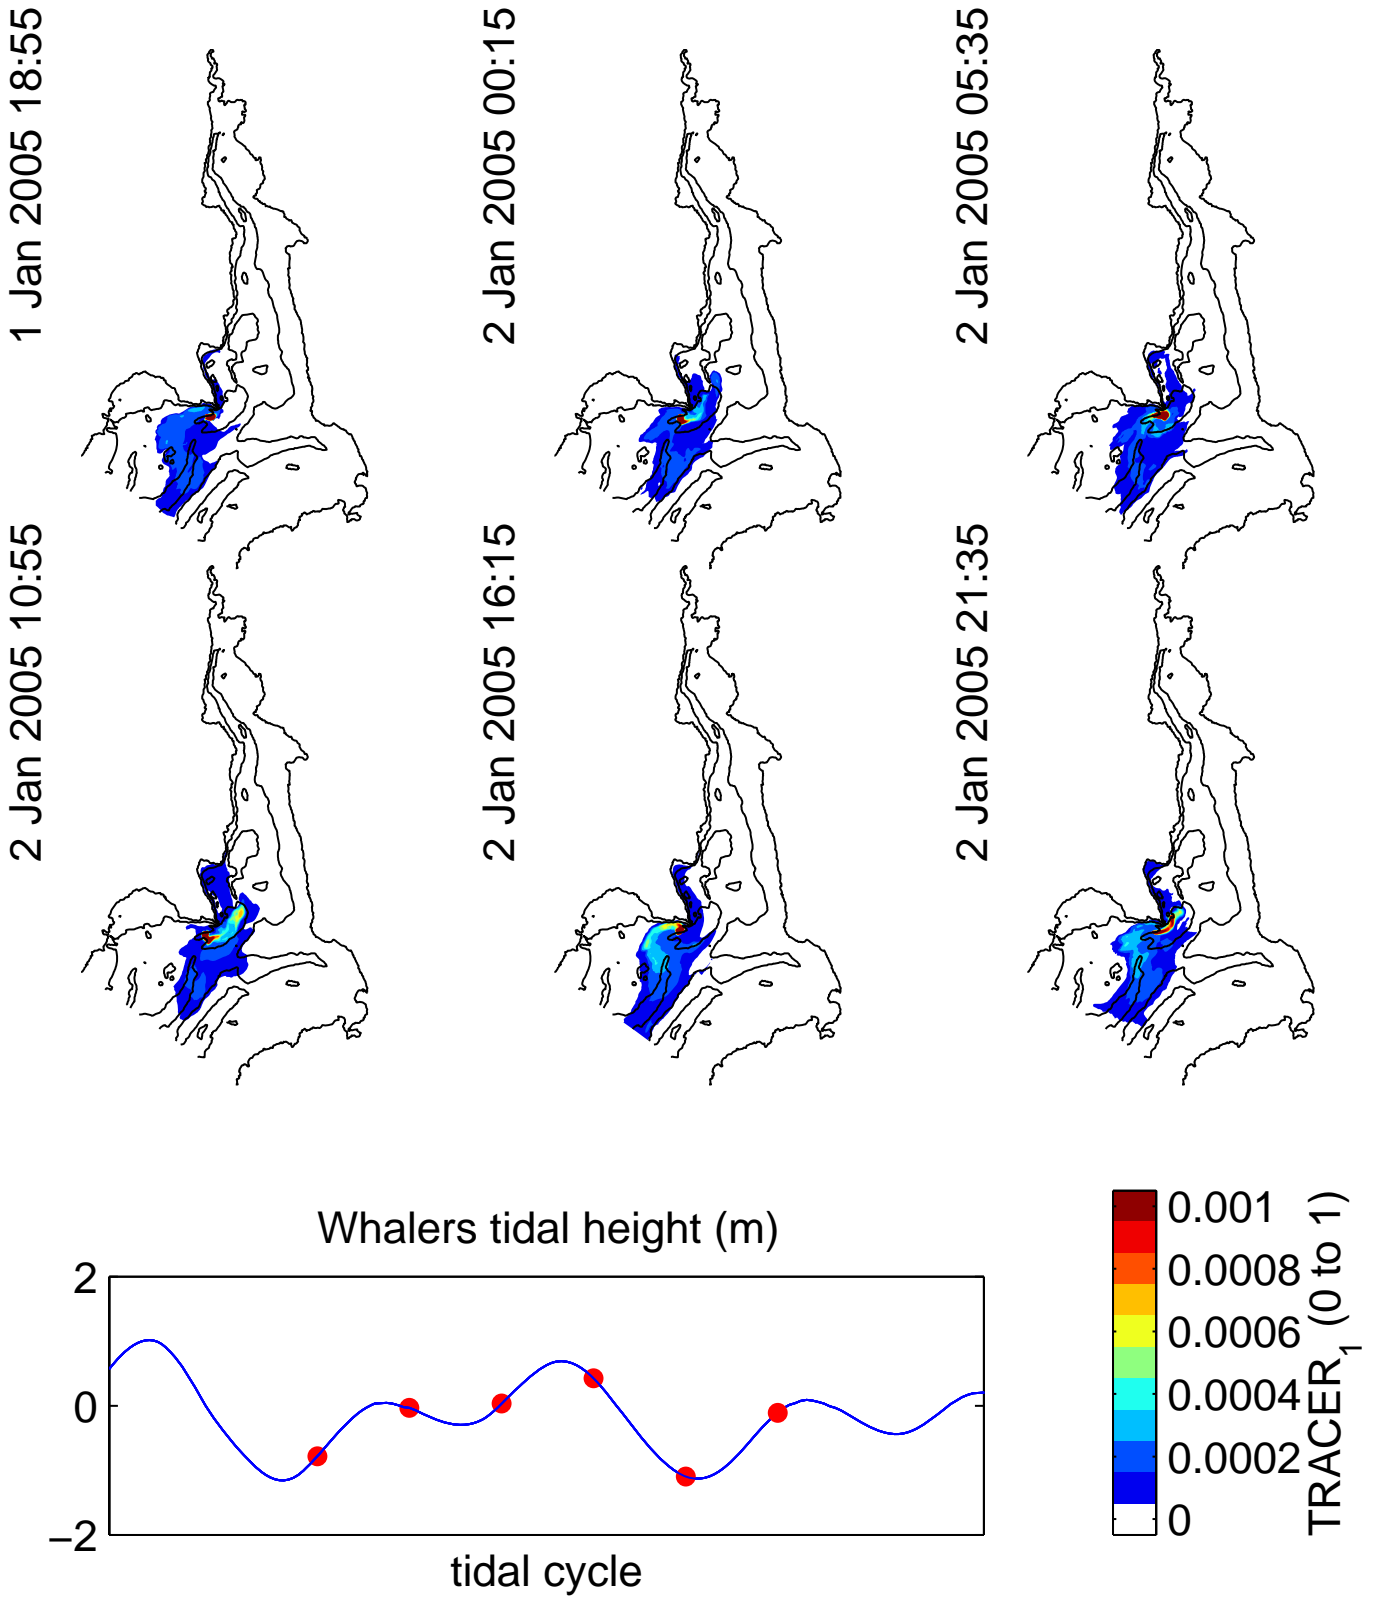 1 Jan 2005 18:55
2 Jan 2005 00:15
2 Jan 2005 05:35
2 Jan 2005 10:55
2 Jan 2005 16:15
2 Jan 2005 21:35
Whalers tidal height (m)
2
0
−2
tidal cycle
0.001
0.0008
0.0006
0.0004
0.0002
0
TRACER1 (0 to 1)